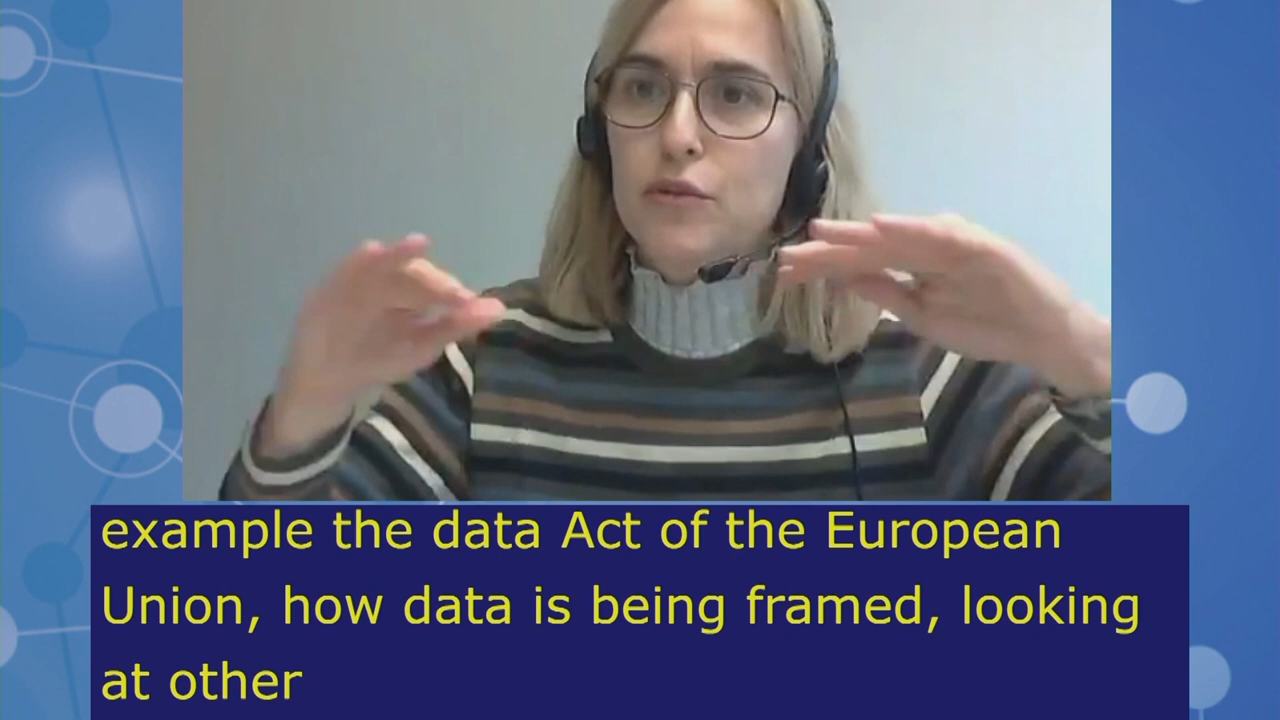 example the data Act of the European
Union, how data is being framed, looking
at other